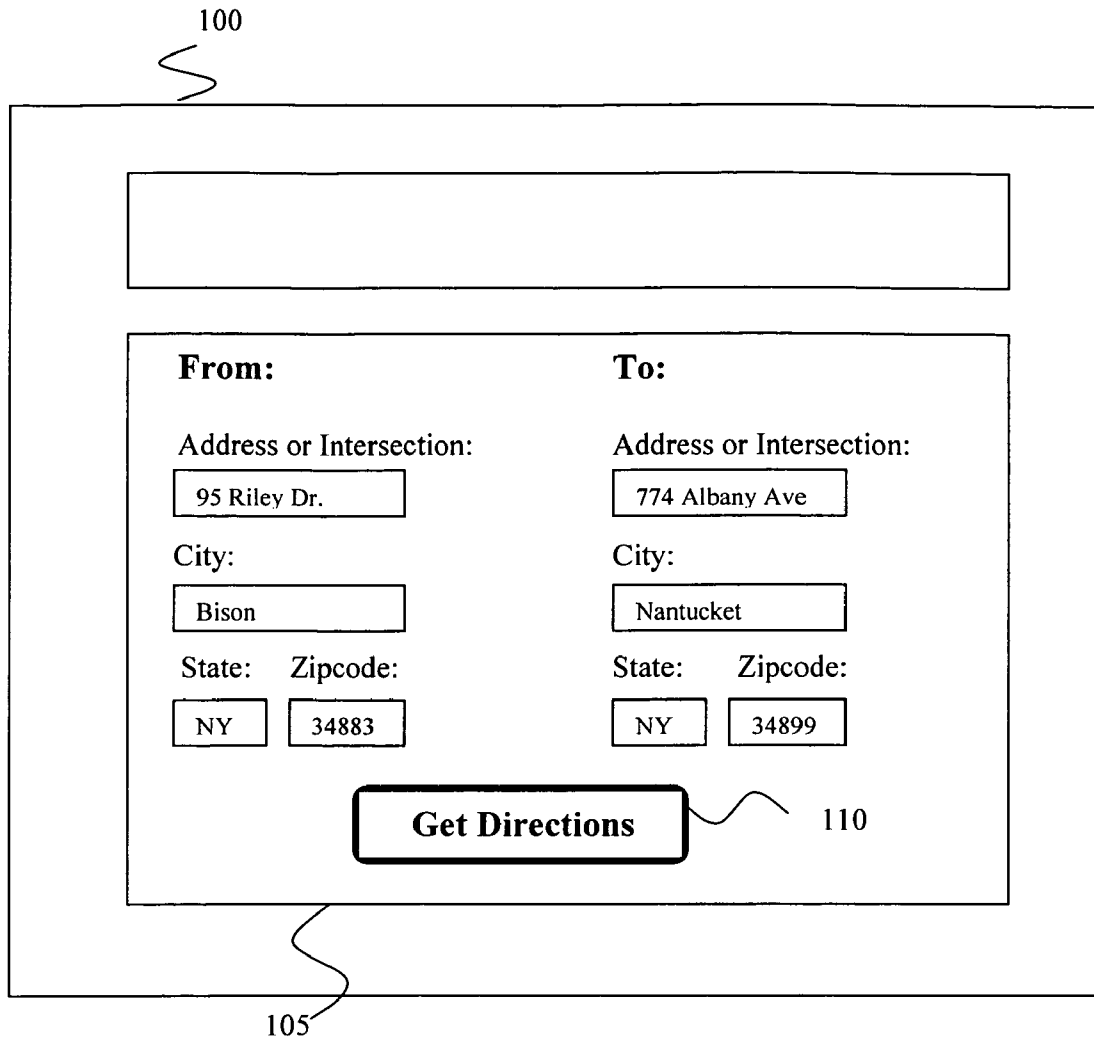 100
From: To:
Address or Intersection: Address or Intersection:
95 Riley Dr. 774 Albany Ave
City: City:
Bison Nantucket
State: Zipcode: State: Zipcode:
NY 34883 NY 34899
Get Directions 110
105